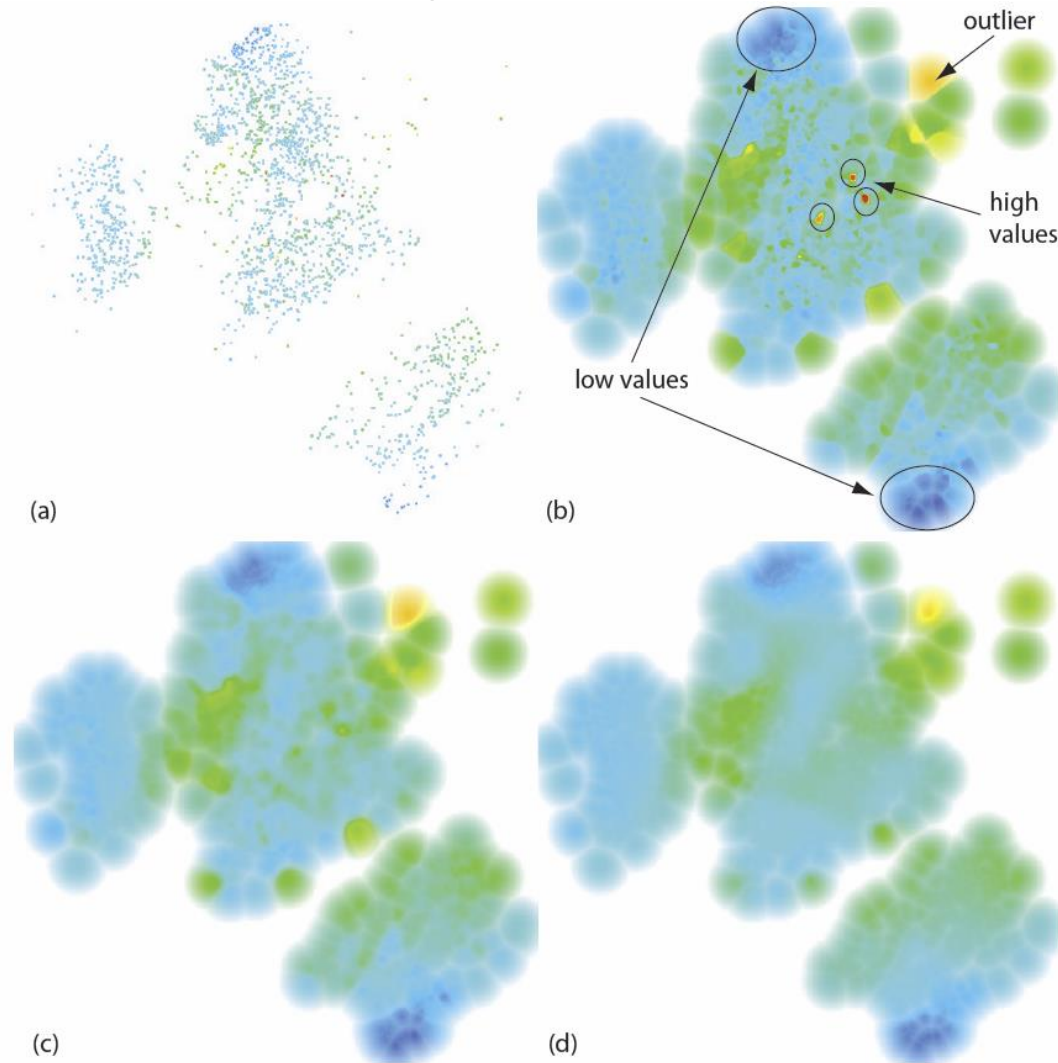 outlier
high
values
low values
(a)
(b)
(c)
(d)